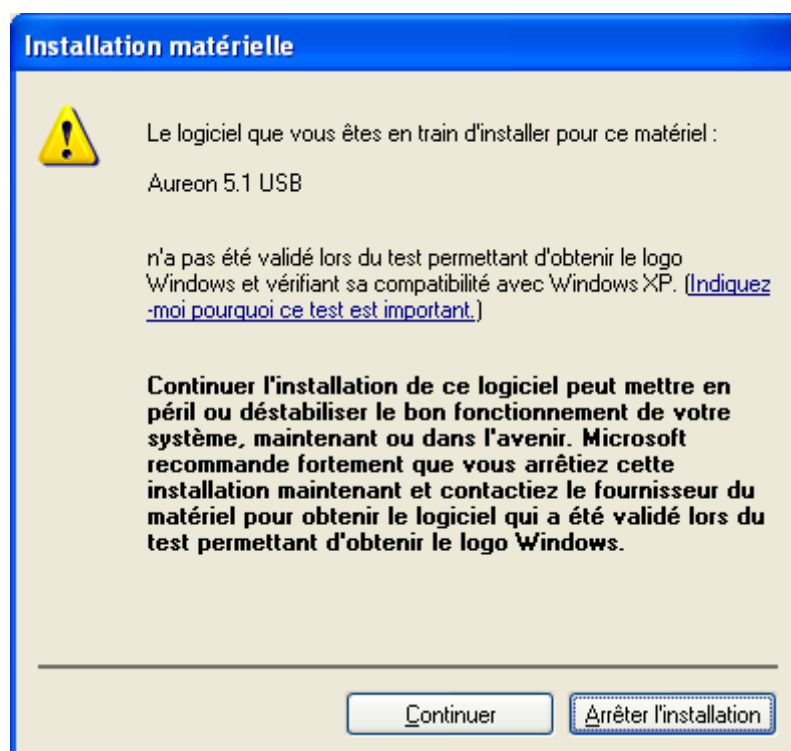 Installation matérielle
Le logiciel que vous êtes en train d'installer pour ce matériel :
Aureon 5.1 USB
n'a pas été validé lors du test permettant d'obtenir le logo
Windows et vérifiant sa compatibilité avec Windows XP. (Indiquez
-moi pourquoi ce test est important.)
Continuer l'installation de ce logiciel peut mettre en
péril ou déstabiliser le bon fonctionnement de votre
système, maintenant ou dans l'avenir. Microsoft
recommande fortement que vous arrêtiez cette
installation maintenant et contactiez le fournisseur du
matériel pour obtenir le logiciel qui a été validé lors du
test permettant d'obtenir le logo Windows.
Continuer
Arrêter l'installation